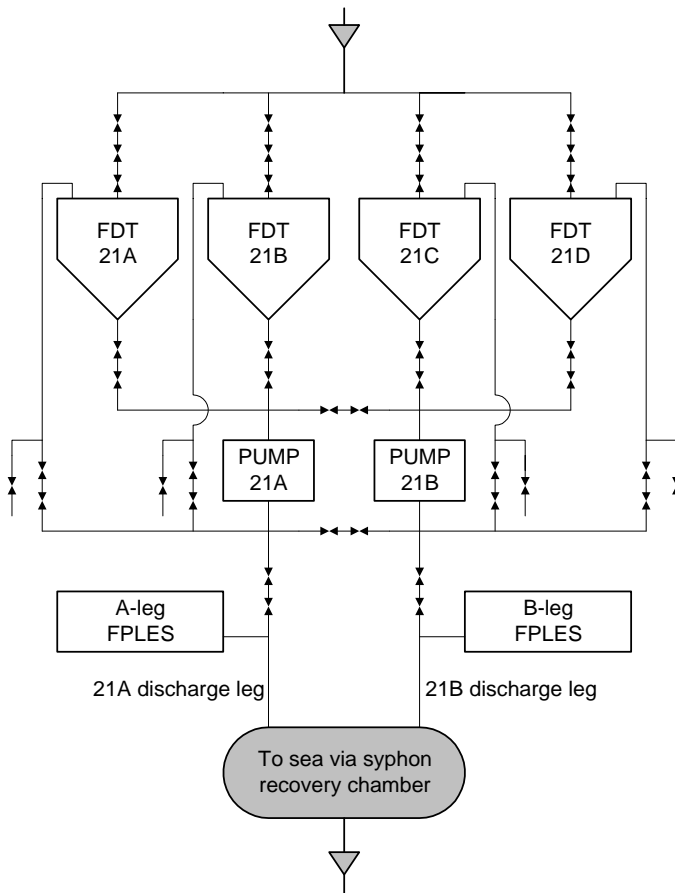 FDT
21A
FDT
21B
FDT
21C
FDT
21D
PUMP
21A
PUMP
21B
A-leg
FPLES
B-leg
FPLES
21A discharge leg
21B discharge leg
To sea via syphon
recovery chamber